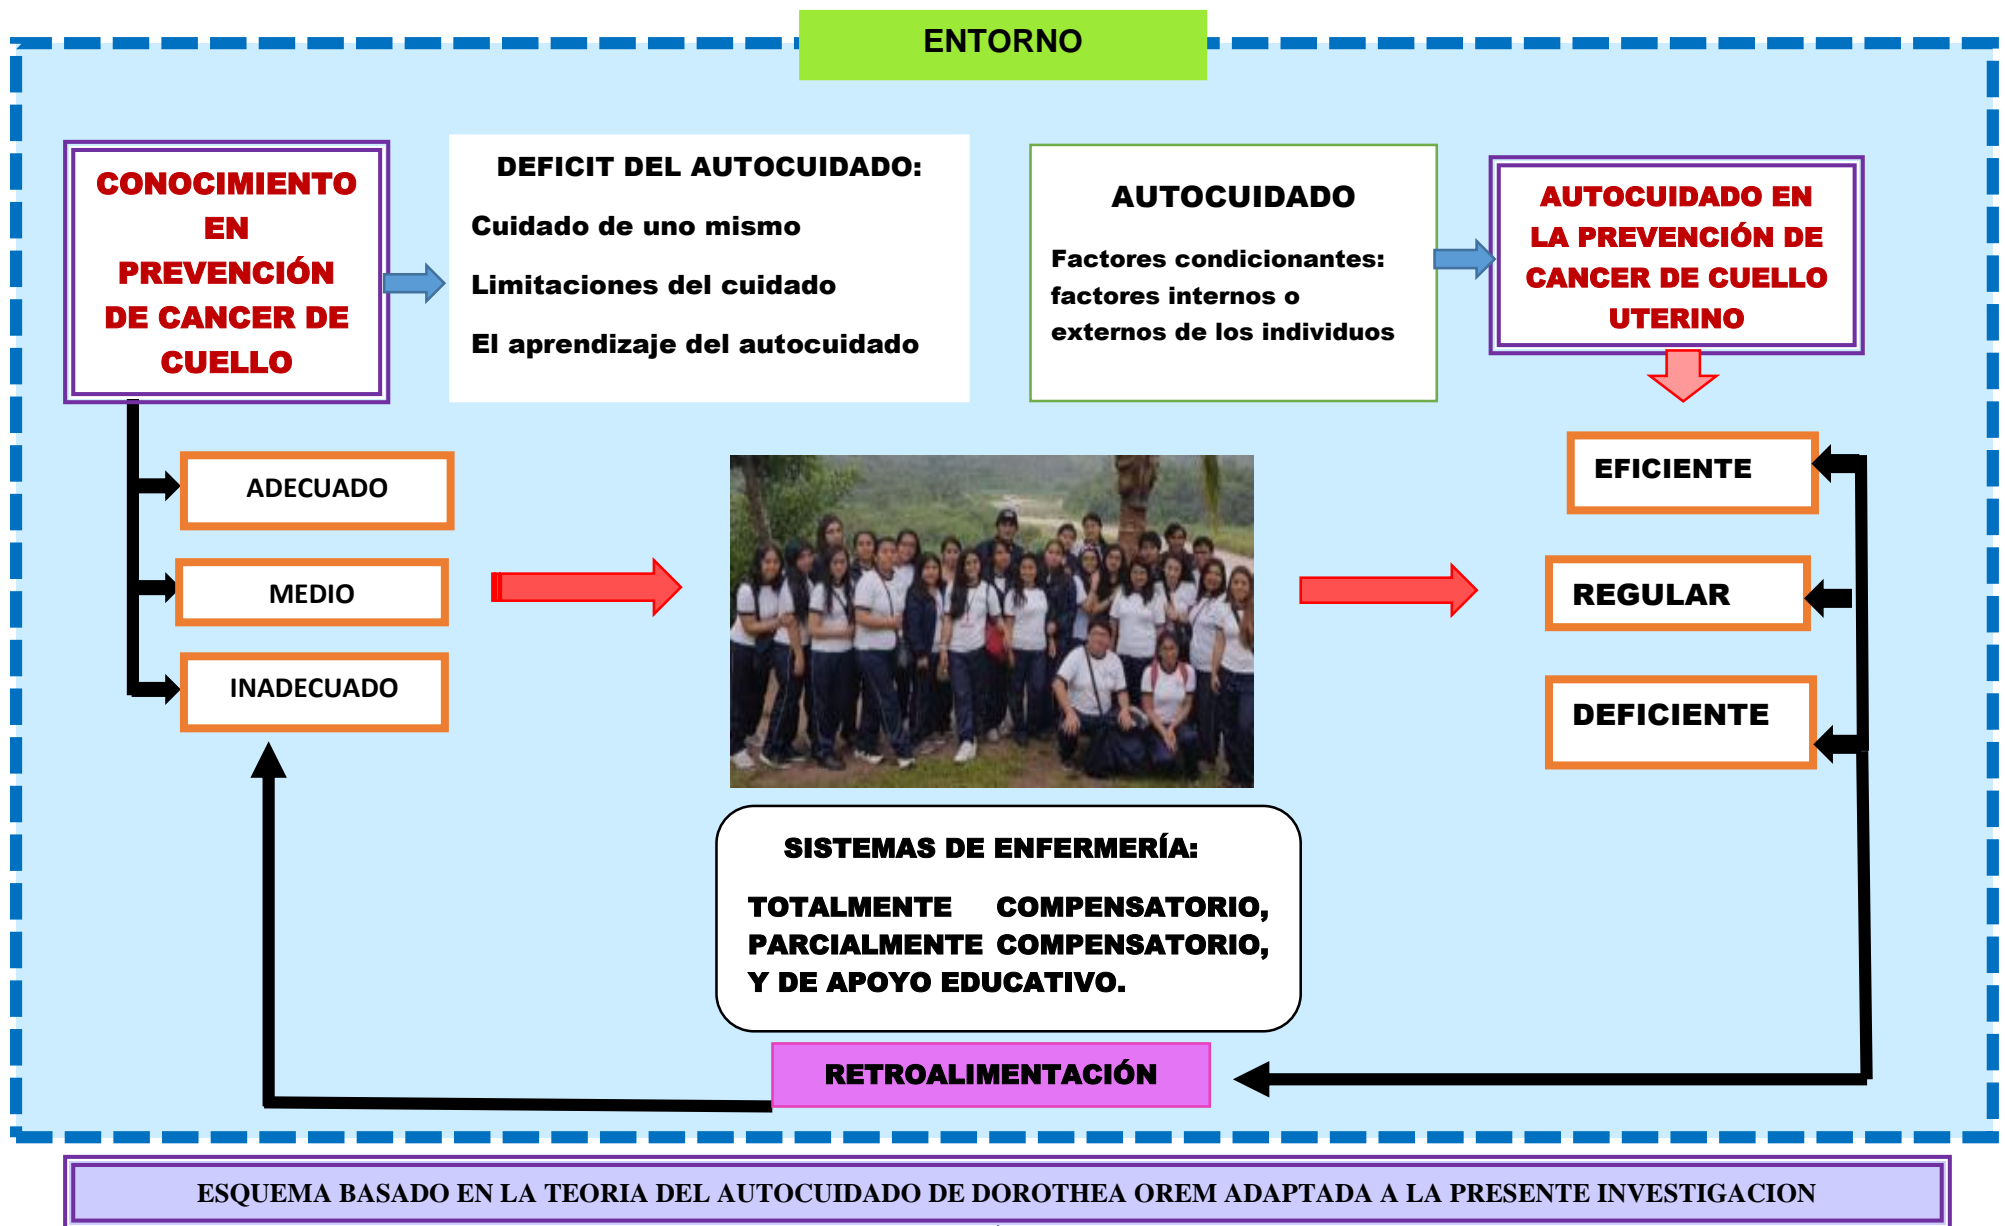 ENTORNO
CONOCIMIENTO
EN
PREVENCIÓN
DE CANCER DE
CUELLO
DEFICIT DEL AUTOCUIDADO:
Cuidado de uno mismo
Limitaciones del cuidado
El aprendizaje del autocuidado
AUTOCUIDADO
Factores condicionantes:
factores internos o
externos de los individuos
AUTOCUIDADO EN
LA PREVENCIÓN DE
CANCER DE CUELLO
UTERINO
ADECUADO
MEDIO
INADECUADO
EFICIENTE
REGULAR
DEFICIENTE
SISTEMAS DE ENFERMERÍA:
TOTALMENTE COMPENSATORIO,
PARCIALMENTE COMPENSATORIO,
Y DE APOYO EDUCATIVO.
RETROALIMENTACIÓN
ESQUEMA BASADO EN LA TEORIA DEL AUTOCUIDADO DE DOROTHEA OREM ADAPTADA A LA PRESENTE INVESTIGACION